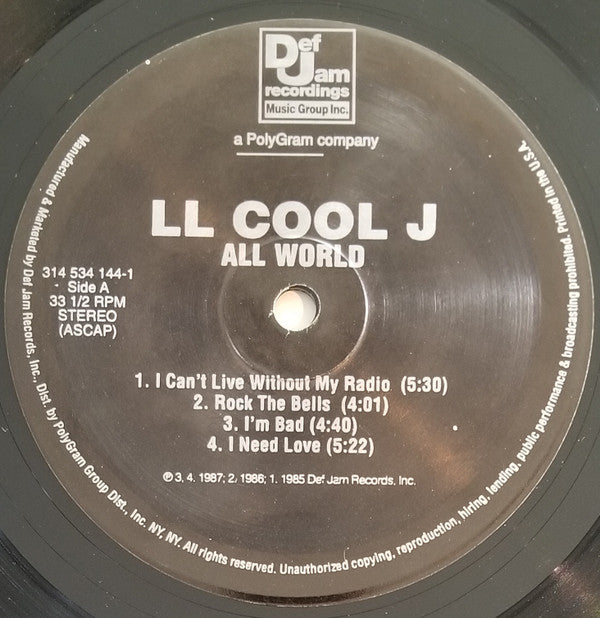 Def
Jam
recordings
Music Group Inc.
a PolyGram company
LL COOL J
ALL WORLD
314 534 144-1
Side A
33 1/2 RPM
STEREO
(ASCAP)
1. I Can't Live Without My Radio (5:30)
2. Rock The Bells (4:01)
3. I'm Bad (4:40)
4. I Need Love (5:22)
℗ 3, 4. 1987; 2, 1986; 1. 1985 Def Jam Records, Inc.
Manufactured & Marketed by Def Jam Records, Inc., Dist. by PolyGram Group Dist., Inc. NY, NY. All rights reserved. Unauthorized copying, reproduction, hiring, lending, public performance & broadcasting prohibited. Printed in the U.S.A.